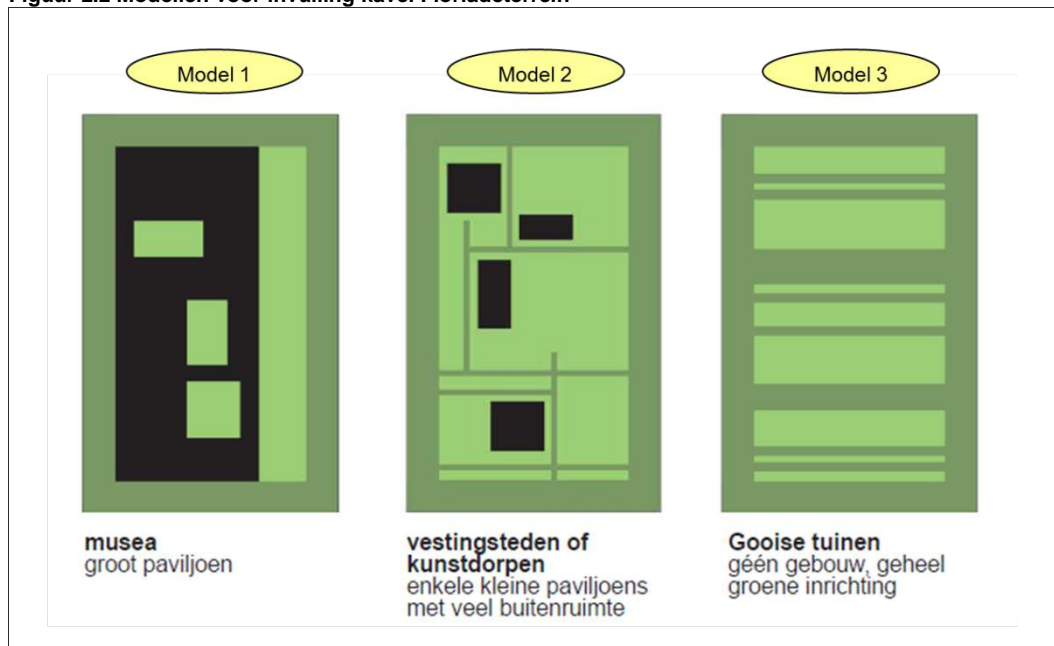 Model 1
Model 2
Model 3
musea
groot paviljoen
vestingsteden of
kunstdorpen
enkele kleine paviljoens
met veel buitenruimte
Gooise tuinen
géén gebouw, geheel
groene inrichting